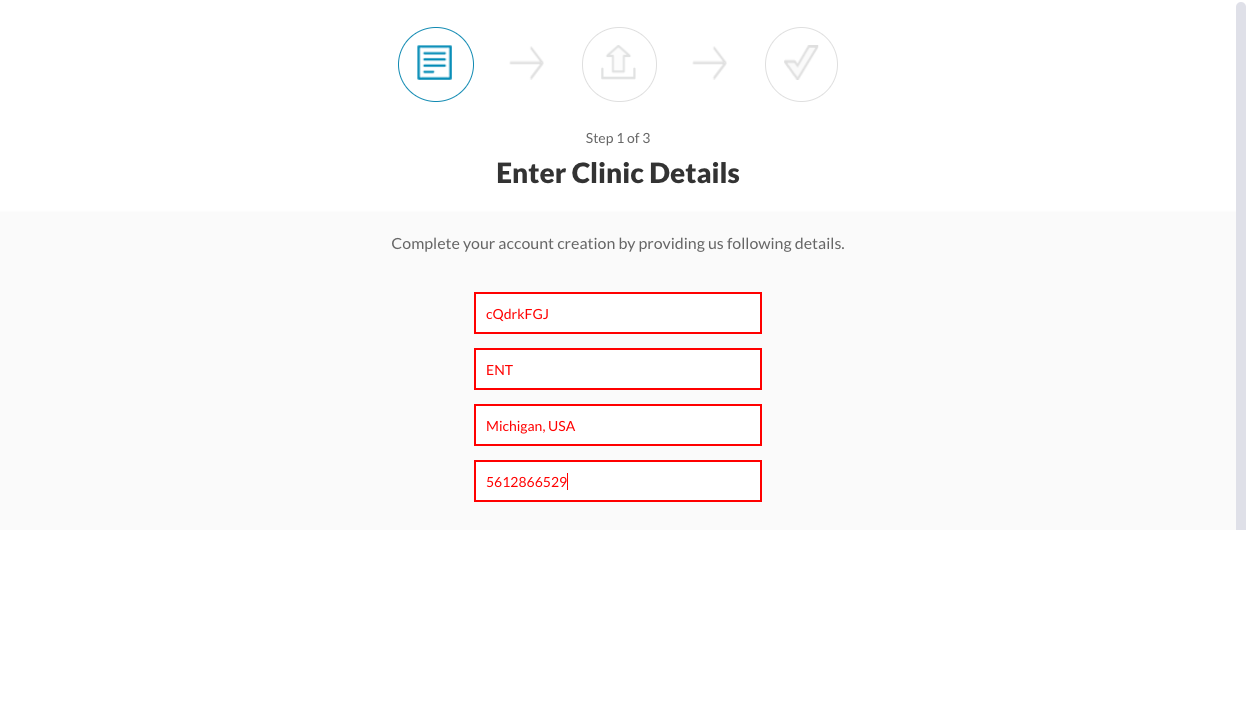 Step 1 of 3
Enter Clinic Details
Complete your account creation by providing us following details.
cQdrkFGJ
ENT
Michigan, USA
5612866529